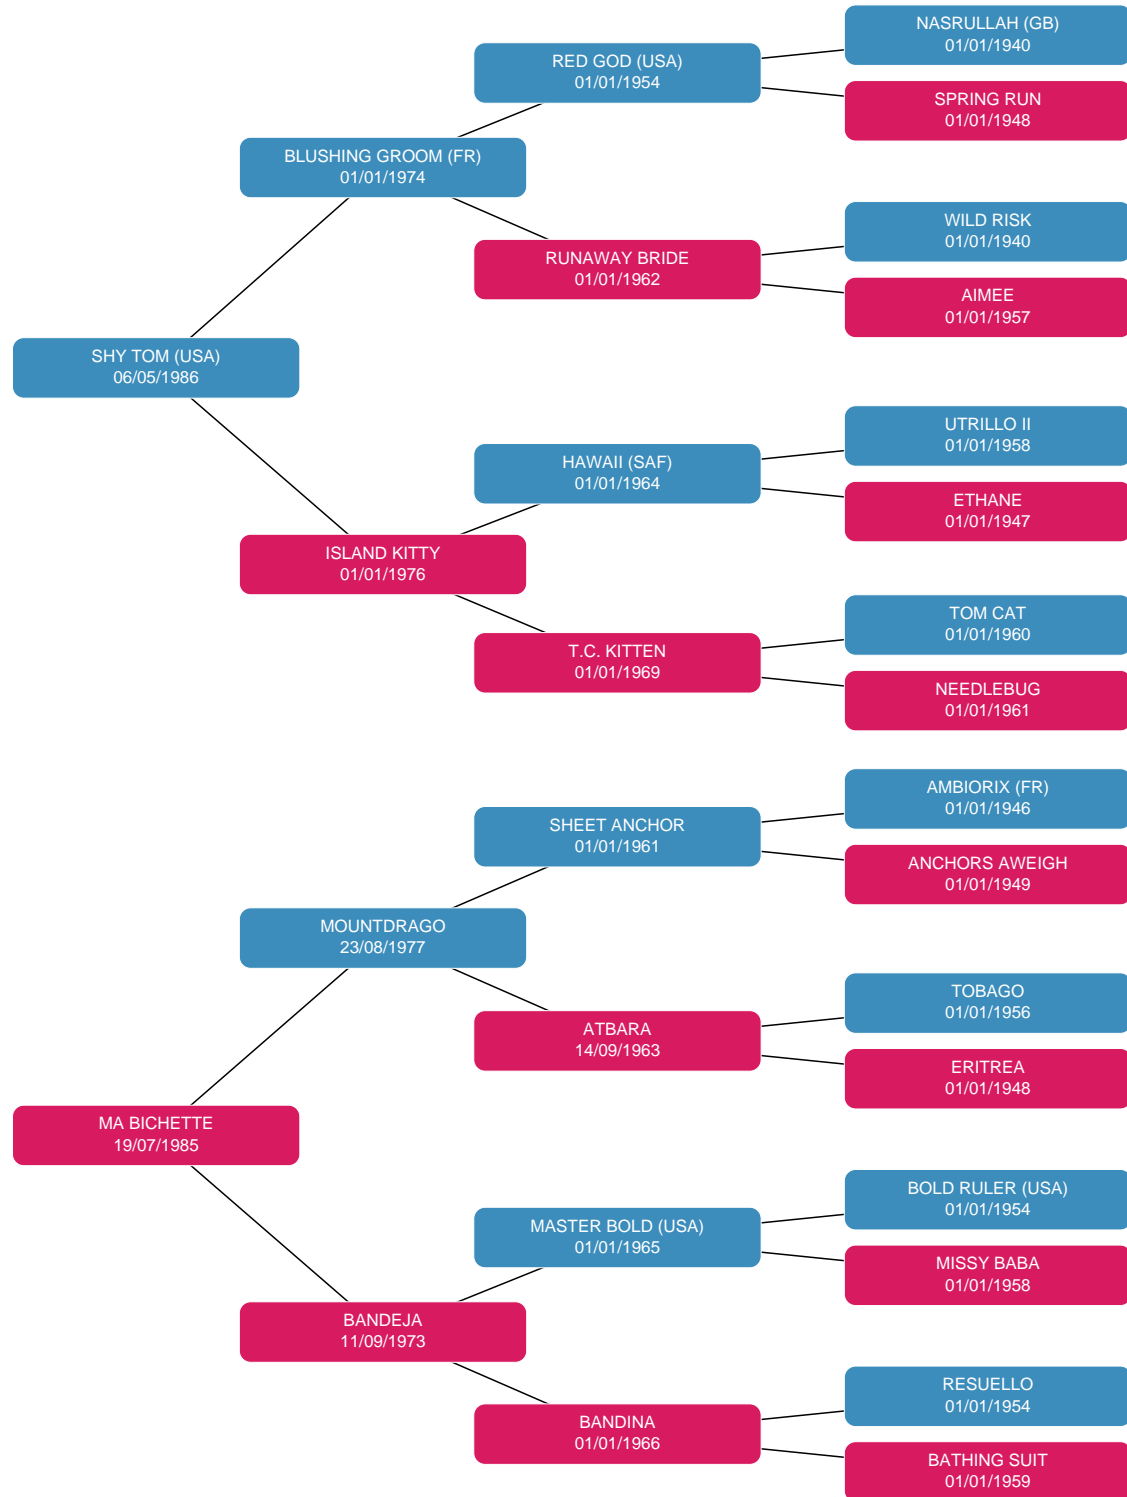 NASRULLAH (GB)
01/01/1940
RED GOD (USA)
01/01/1954
SPRING RUN
01/01/1948
BLUSHING GROOM (FR)
01/01/1974
WILD RISK
01/01/1940
RUNAWAY BRIDE
01/01/1962
AIMEE
01/01/1957
SHY TOM (USA)
06/05/1986
UTRILLO II
01/01/1958
HAWAII (SAF)
01/01/1964
ETHANE
01/01/1947
ISLAND KITTY
01/01/1976
TOM CAT
01/01/1960
T.C. KITTEN
01/01/1969
NEEDLEBUG
01/01/1961
AMBIORIX (FR)
01/01/1946
SHEET ANCHOR
01/01/1961
ANCHORS AWEIGH
01/01/1949
MOUNTDRAGO
23/08/1977
TOBAGO
01/01/1956
ATBARA
14/09/1963
ERITREA
01/01/1948
MA BICHETTE
19/07/1985
BOLD RULER (USA)
01/01/1954
MASTER BOLD (USA)
01/01/1965
MISSY BABA
01/01/1958
BANDEJA
11/09/1973
RESUELLO
01/01/1954
BANDINA
01/01/1966
BATHING SUIT
01/01/1959